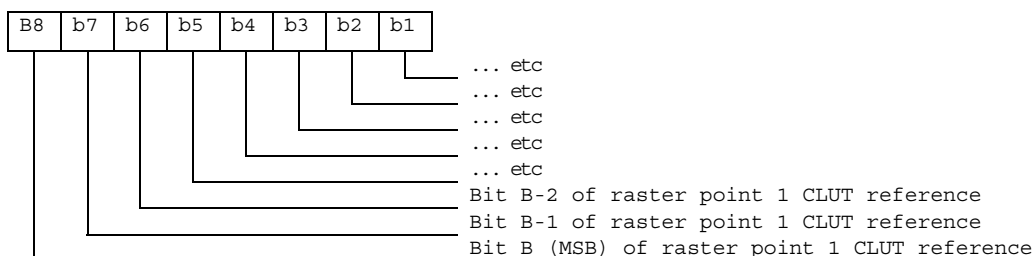 B8 b7 b6 b5 b4 b3 b2 b1
... etc
... etc
... etc
... etc
... etc
Bit B-2 of raster point 1 CLUT reference
Bit B-1 of raster point 1 CLUT reference
Bit B (MSB) of raster point 1 CLUT reference